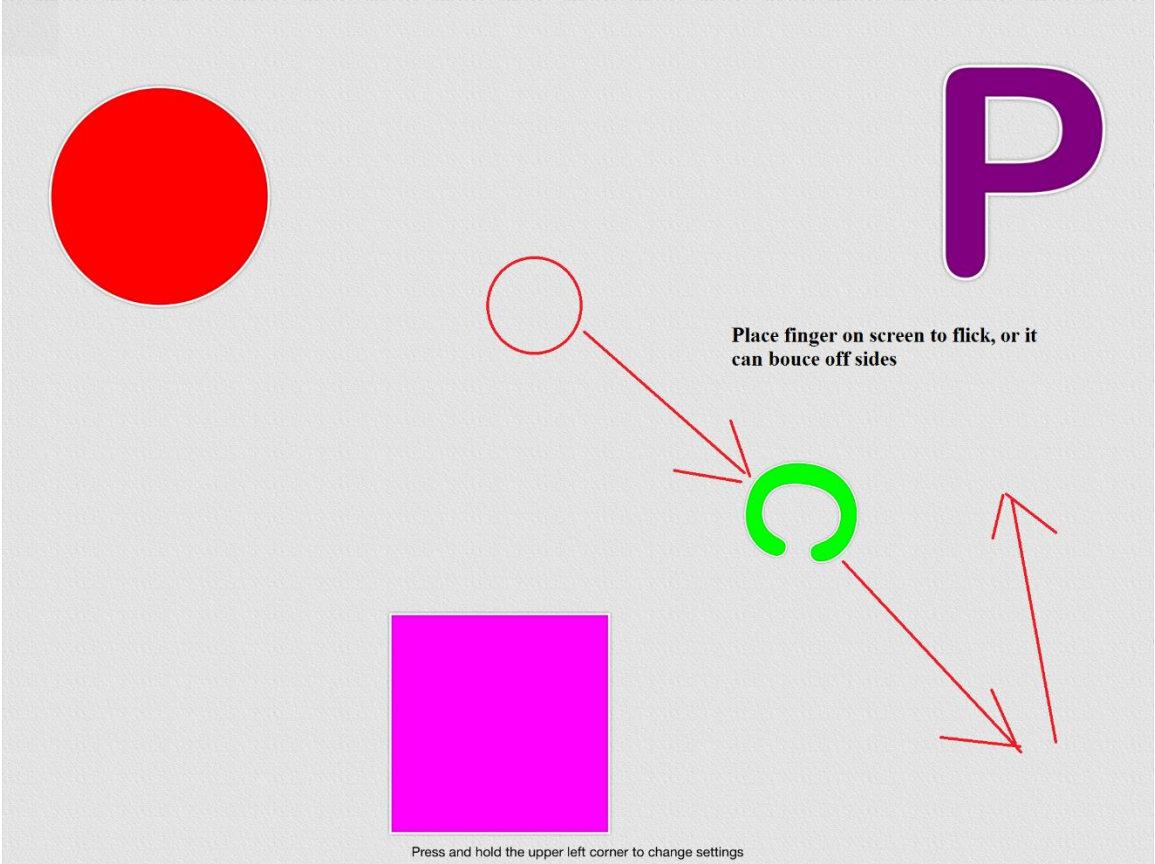 P
Place finger on screen to flick, or it
can bouce off sides
C
Press and hold the upper left corner to change settings